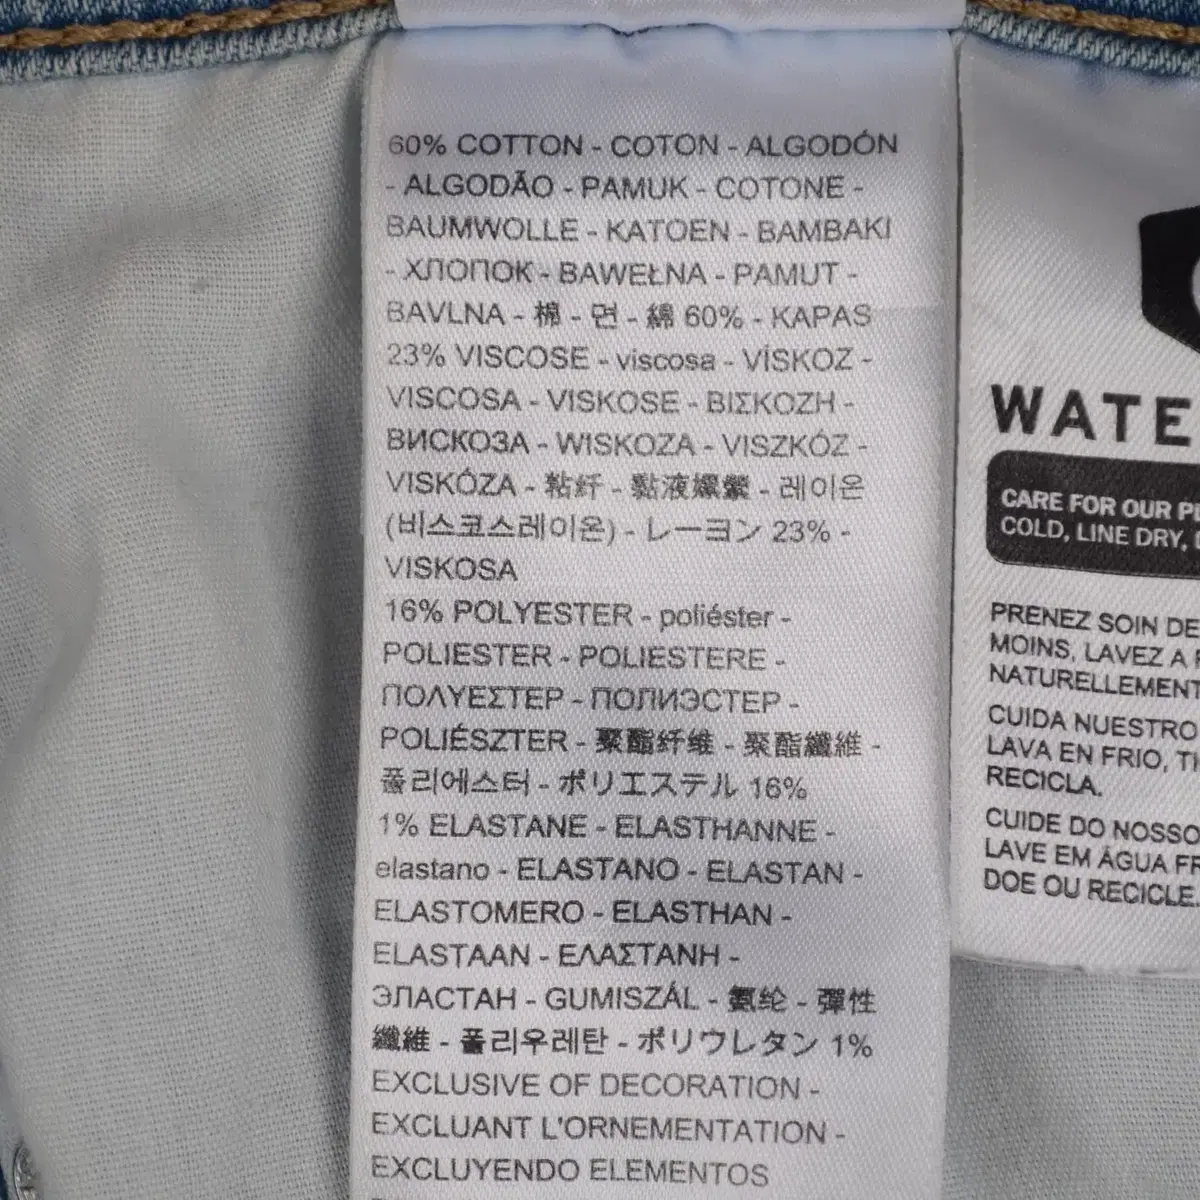 60% COTTON - COTON - ALGODÓN
- ALGODÃO - PAMUK - COTONE -
BAUMWOLLE - KATOEN - BAMBAKI
- ХЛОПОК - BAWEŁNA - PAMUT -
BAVLNA - 棉 - 면 - 綿 60% - KAPAS
23% VISCOSE - viscosa - VİSKOZ -
VISCOSA - VISKOSE - ΒΙΣΚΟΖΗ -
ВИСКОЗА - WISKOZA - VISZKÓZ -
VISKÓZA - 粘纤 - 黏液嫘縈 - 레이온
(비스코스레이온) - レーヨン 23% -
VISKOSA
16% POLYESTER - poliéster -
POLIESTER - POLIESTERE -
ΠΟΛΥΕΣΤΕΡ - ПОЛИЭСТЕР -
POLIÉSZTER - 聚酯纤维 - 聚酯纖維 -
폴리에스터 - ポリエステル 16%
1% ELASTANE - ELASTHANNE -
elastano - ELASTANO - ELASTAN -
ELASTOMERO - ELASTHAN -
ELASTAAN - ΕΛΑΣΤΑΝΗ -
ЭЛАСТАН - GUMISZÁL - 氨纶 - 彈性
纖維 - 폴리우레탄 - ポリウレタン 1%
EXCLUSIVE OF DECORATION -
EXCLUANT L'ORNEMENTATION -
EXCLUYENDO ELEMENTOS
WATE
CARE FOR OUR P
COLD, LINE DRY,
PRENEZ SOIN DE
MOINS, LAVEZ A
NATURELLEMENT
CUIDA NUESTRO
LAVA EN FRIO, TI
RECICLA.
CUIDE DO NOSSO
LAVE EM ÁGUA FR
DOE OU RECICLE.